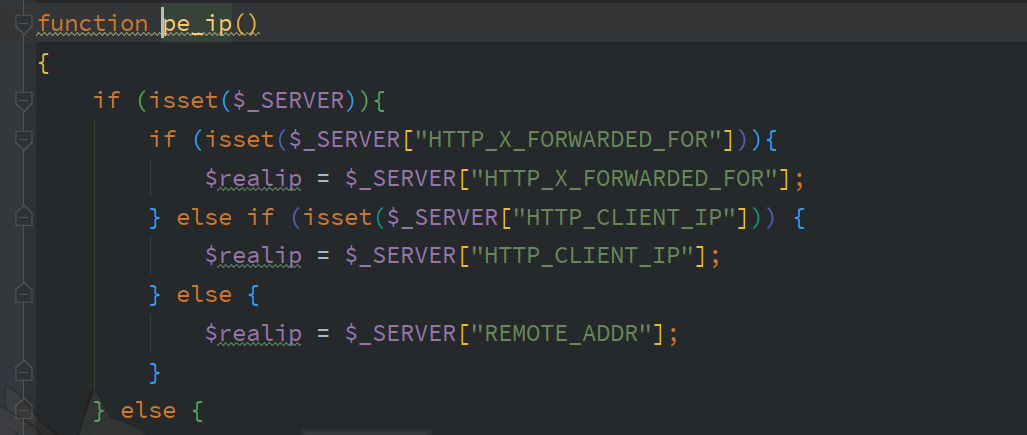 function pe_ip()
{
if (isset($_SERVER)){
if (isset($_SERVER["HTTP_X_FORWARDED_FOR"])){
$realip = $_SERVER["HTTP_X_FORWARDED_FOR"];
} else if (isset($_SERVER["HTTP_CLIENT_IP"])) {
$realip = $_SERVER["HTTP_CLIENT_IP"];
} else {
$realip = $_SERVER["REMOTE_ADDR"];
}
} else {